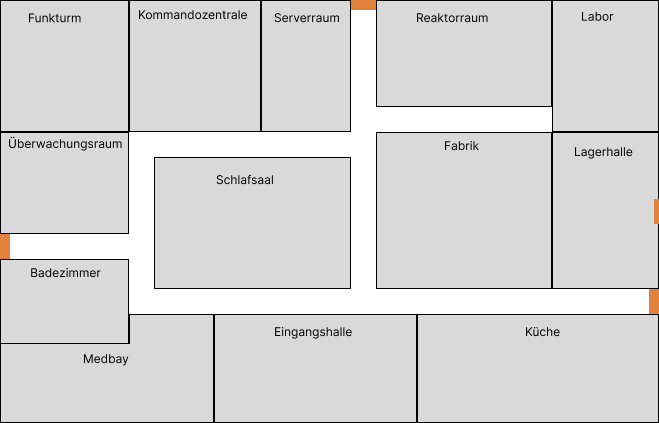 Funkturm
Kommandozentrale
Serverraum
Reaktorraum
Labor
Überwachungsraum
Fabrik
Lagerhalle
Schlafsaal
Badezimmer
Medbay
Eingangshalle
Küche